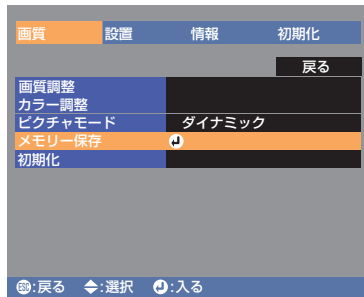 画質 設置 情報 初期化
戻る
画質調整
カラー調整
ピクチャモード ダイナミック
メモリー保存
初期化
ESC:戻る :選択 :入る